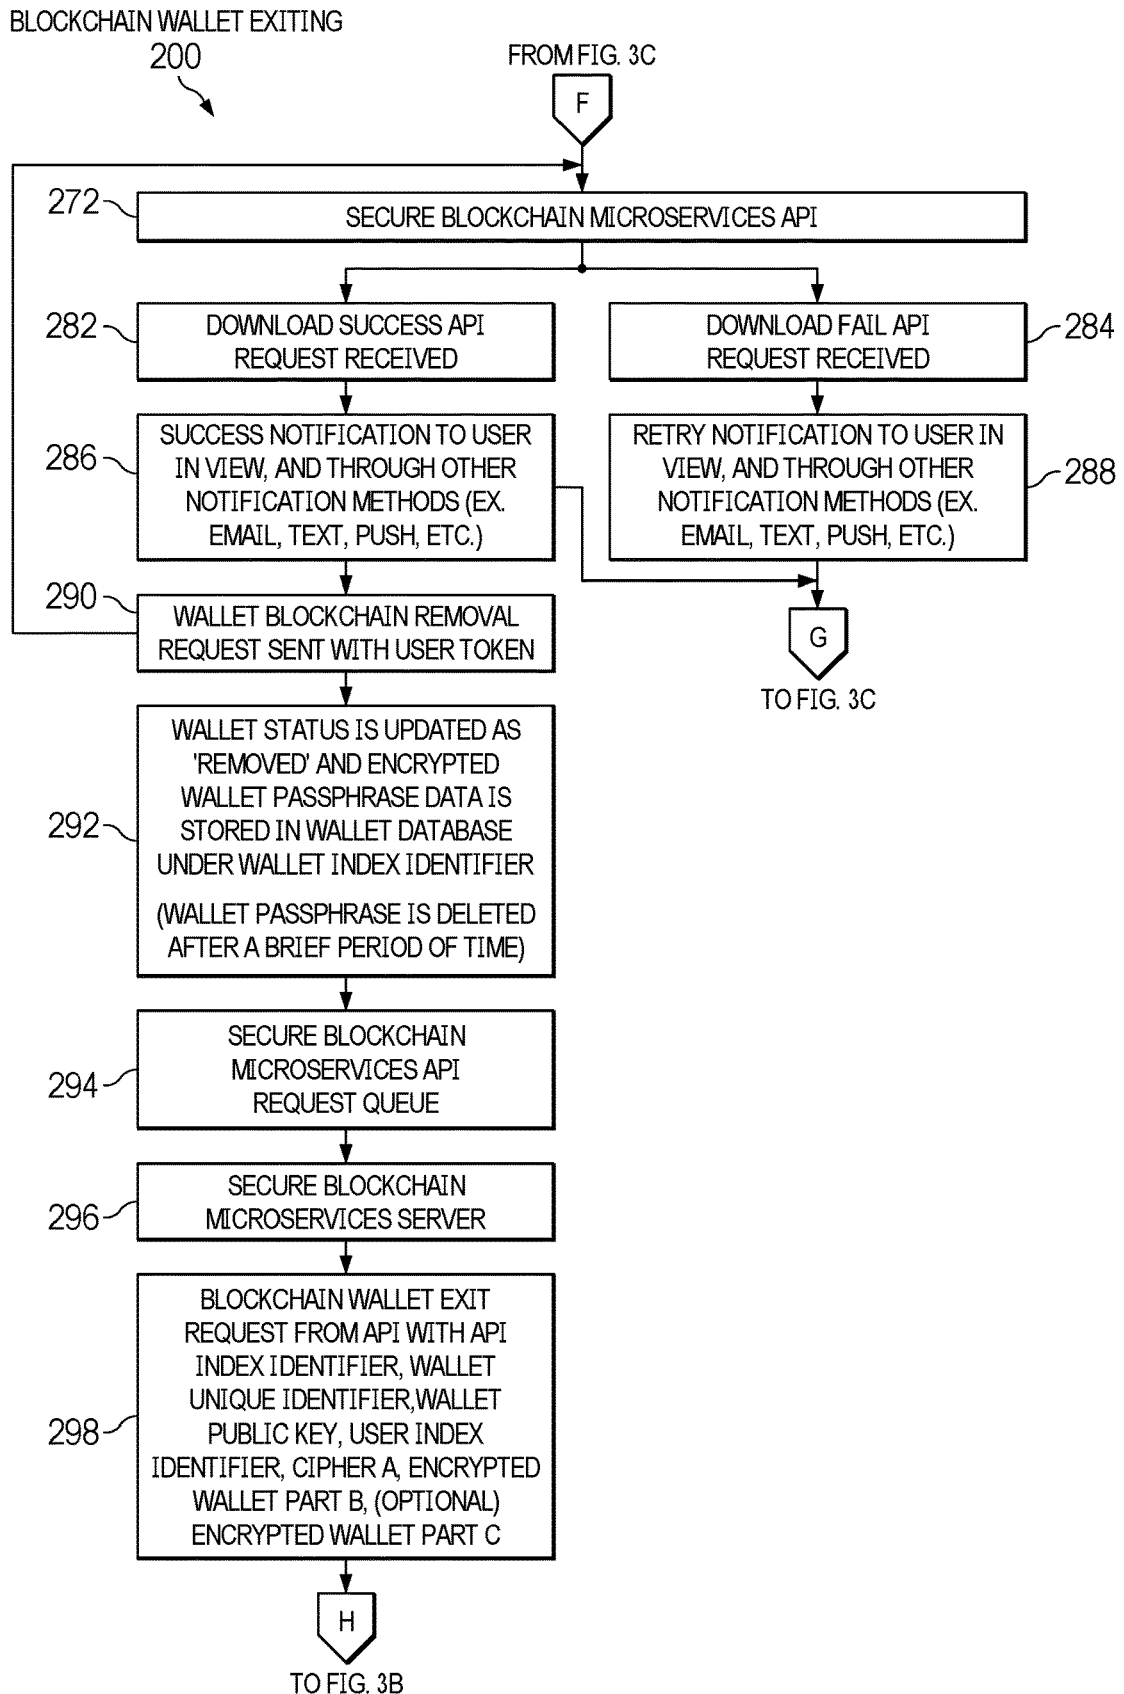 BLOCKCHAIN WALLET EXITING
200
FROM FIG. 3C
F
272
SECURE BLOCKCHAIN MICROSERVICES API
282
DOWNLOAD SUCCESS API
REQUEST RECEIVED
DOWNLOAD FAIL API
REQUEST RECEIVED
284
286
SUCCESS NOTIFICATION TO USER
IN VIEW, AND THROUGH OTHER
NOTIFICATION METHODS (EX.
EMAIL, TEXT, PUSH, ETC.)
RETRY NOTIFICATION TO USER IN
VIEW, AND THROUGH OTHER
NOTIFICATION METHODS (EX.
EMAIL, TEXT, PUSH, ETC.)
288
290
WALLET BLOCKCHAIN REMOVAL
REQUEST SENT WITH USER TOKEN
G
TO FIG. 3C
292
WALLET STATUS IS UPDATED AS
'REMOVED' AND ENCRYPTED
WALLET PASSPHRASE DATA IS
STORED IN WALLET DATABASE
UNDER WALLET INDEX IDENTIFIER
(WALLET PASSPHRASE IS DELETED
AFTER A BRIEF PERIOD OF TIME)
294
SECURE BLOCKCHAIN
MICROSERVICES API
REQUEST QUEUE
296
SECURE BLOCKCHAIN
MICROSERVICES SERVER
298
BLOCKCHAIN WALLET EXIT
REQUEST FROM API WITH API
INDEX IDENTIFIER, WALLET
UNIQUE IDENTIFIER,WALLET
PUBLIC KEY, USER INDEX
IDENTIFIER, CIPHER A, ENCRYPTED
WALLET PART B, (OPTIONAL)
ENCRYPTED WALLET PART C
H
TO FIG. 3B